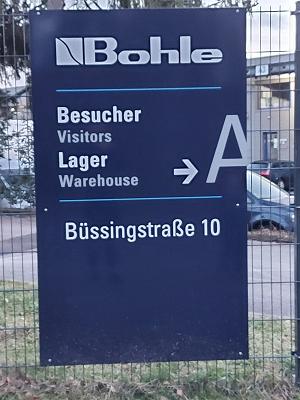 Bohle
Besucher
Visitors
Lager
Warehouse
→ A
Büssingstraße 10